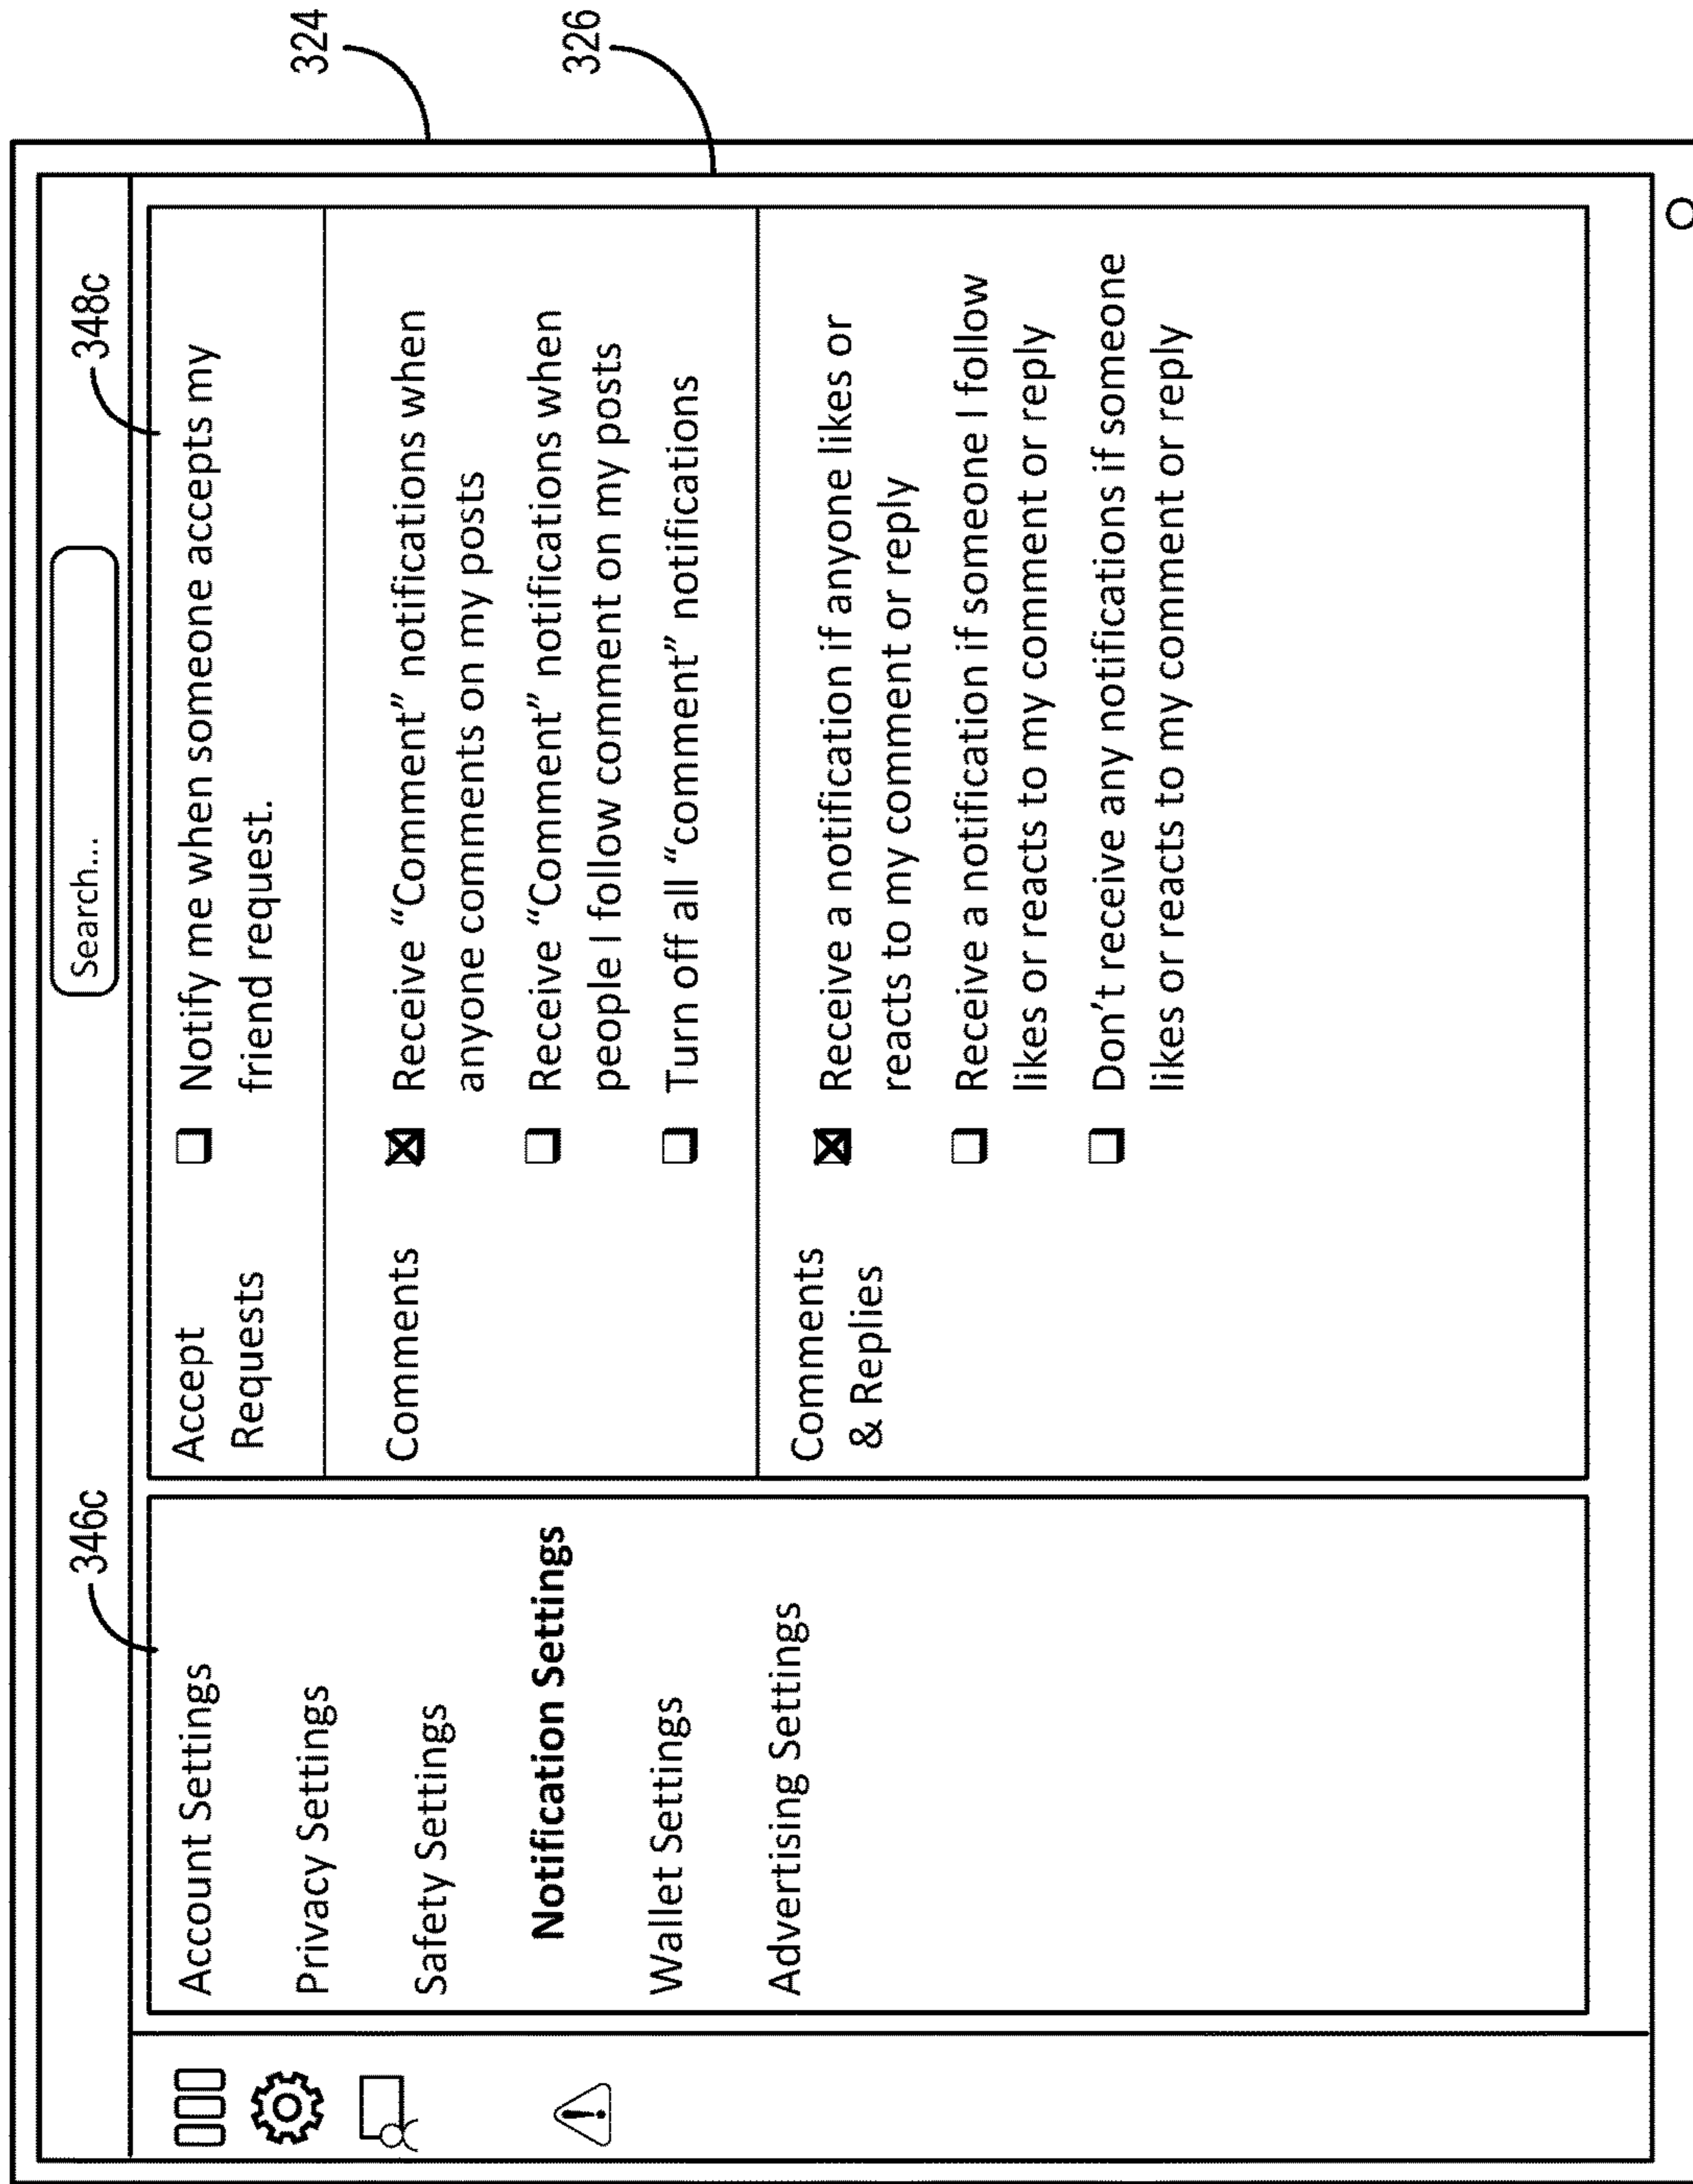 324
326
346c
348c
Search...
Account Settings
Privacy Settings
Safety Settings
Notification Settings
Wallet Settings
Advertising Settings
Accept
Requests
Notify me when someone accepts my
friend request.
Comments
Receive “Comment” notifications when
anyone comments on my posts
Receive “Comment” notifications when
people I follow comment on my posts
Turn off all “comment” notifications
Comments
& Replies
Receive a notification if anyone likes or
reacts to my comment or reply
Receive a notification if someone I follow
likes or reacts to my comment or reply
Don't receive any notifications if someone
likes or reacts to my comment or reply